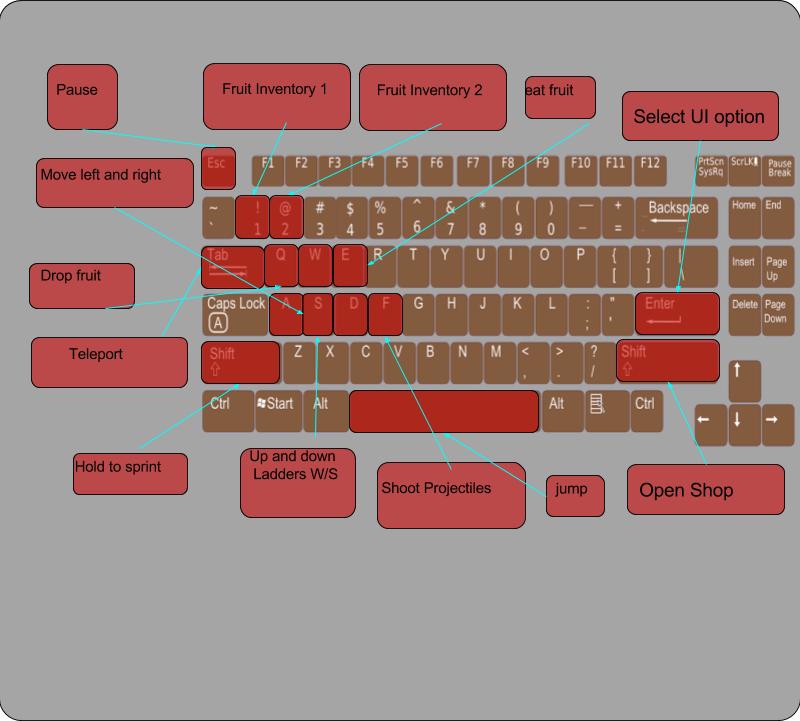 Pause
Fruit Inventory 1
Fruit Inventory 2
eat fruit
Select UI option
Move left and right
Esc F1 F2 F3 F4 F5 F6 F7 F8 F9 F10 F11 F12 PrtScn SysRq ScrLK Pause Break
~ ` ! 1 @ 2 # 3 $ 4 % 5 ^ 6 & 7 * 8 ( 9 ) 0 — – + = Backspace Home End
Drop fruit
Tab Q W E R T Y U I O P { [ } ] | \ Insert Page Up
Caps Lock A A S D F G H J K L : ; " ' Enter Delete Page Down
Teleport
Shift Z X C V B N M < , > . ? / Shift
Ctrl Start Alt Alt Ctrl
Hold to sprint
Up and down
Ladders W/S
Shoot Projectiles
jump
Open Shop